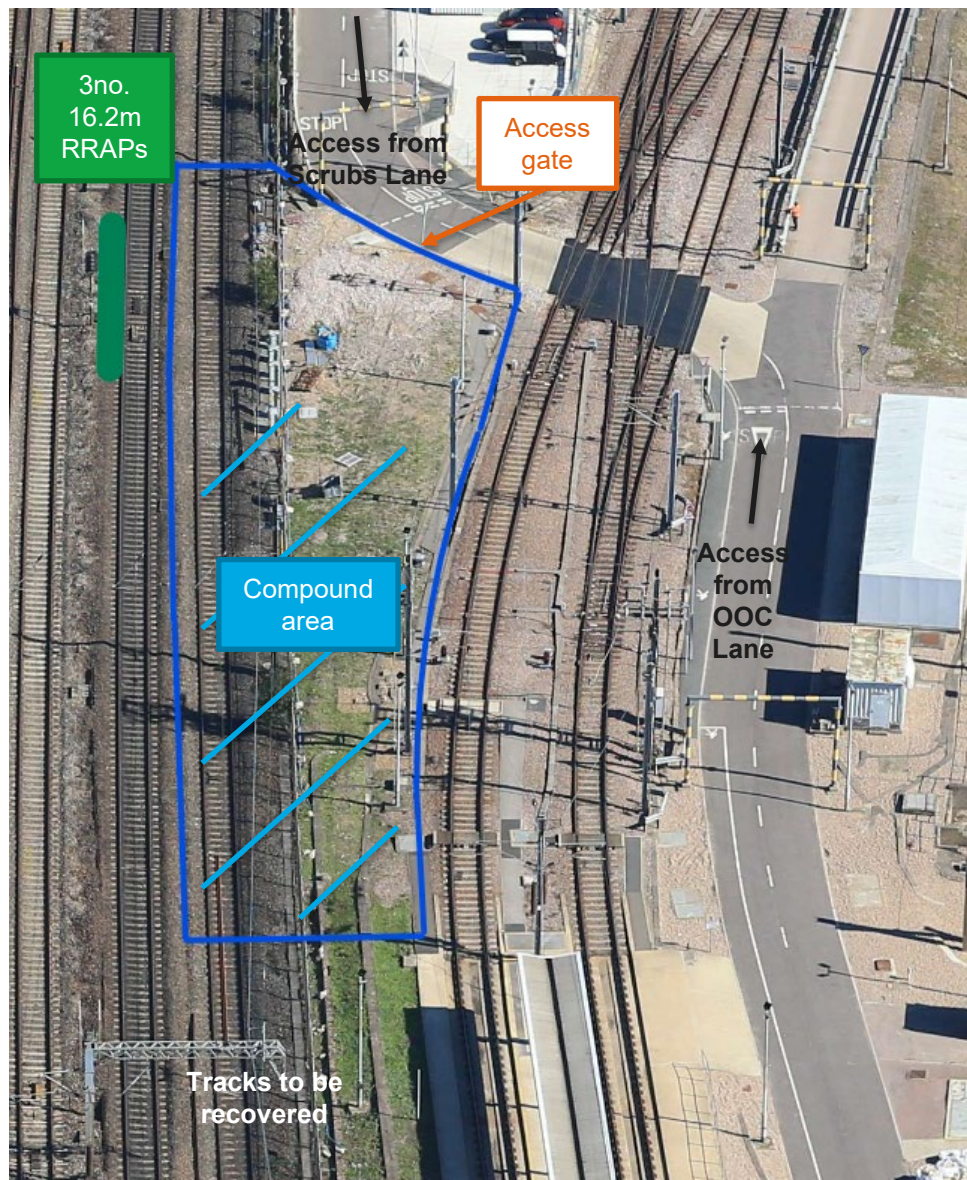 3no.
16.2m
RRAPs
STOP
STOP
Access from
Scrubs Lane
Access
gate
Access
from
OOC
Lane
Compound
area
Tracks to be
recovered